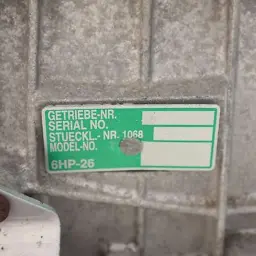 GETRIEBE-NR.
SERIAL NO.
STUECKL.- NR. 1068
MODEL-NO.
6HP-26